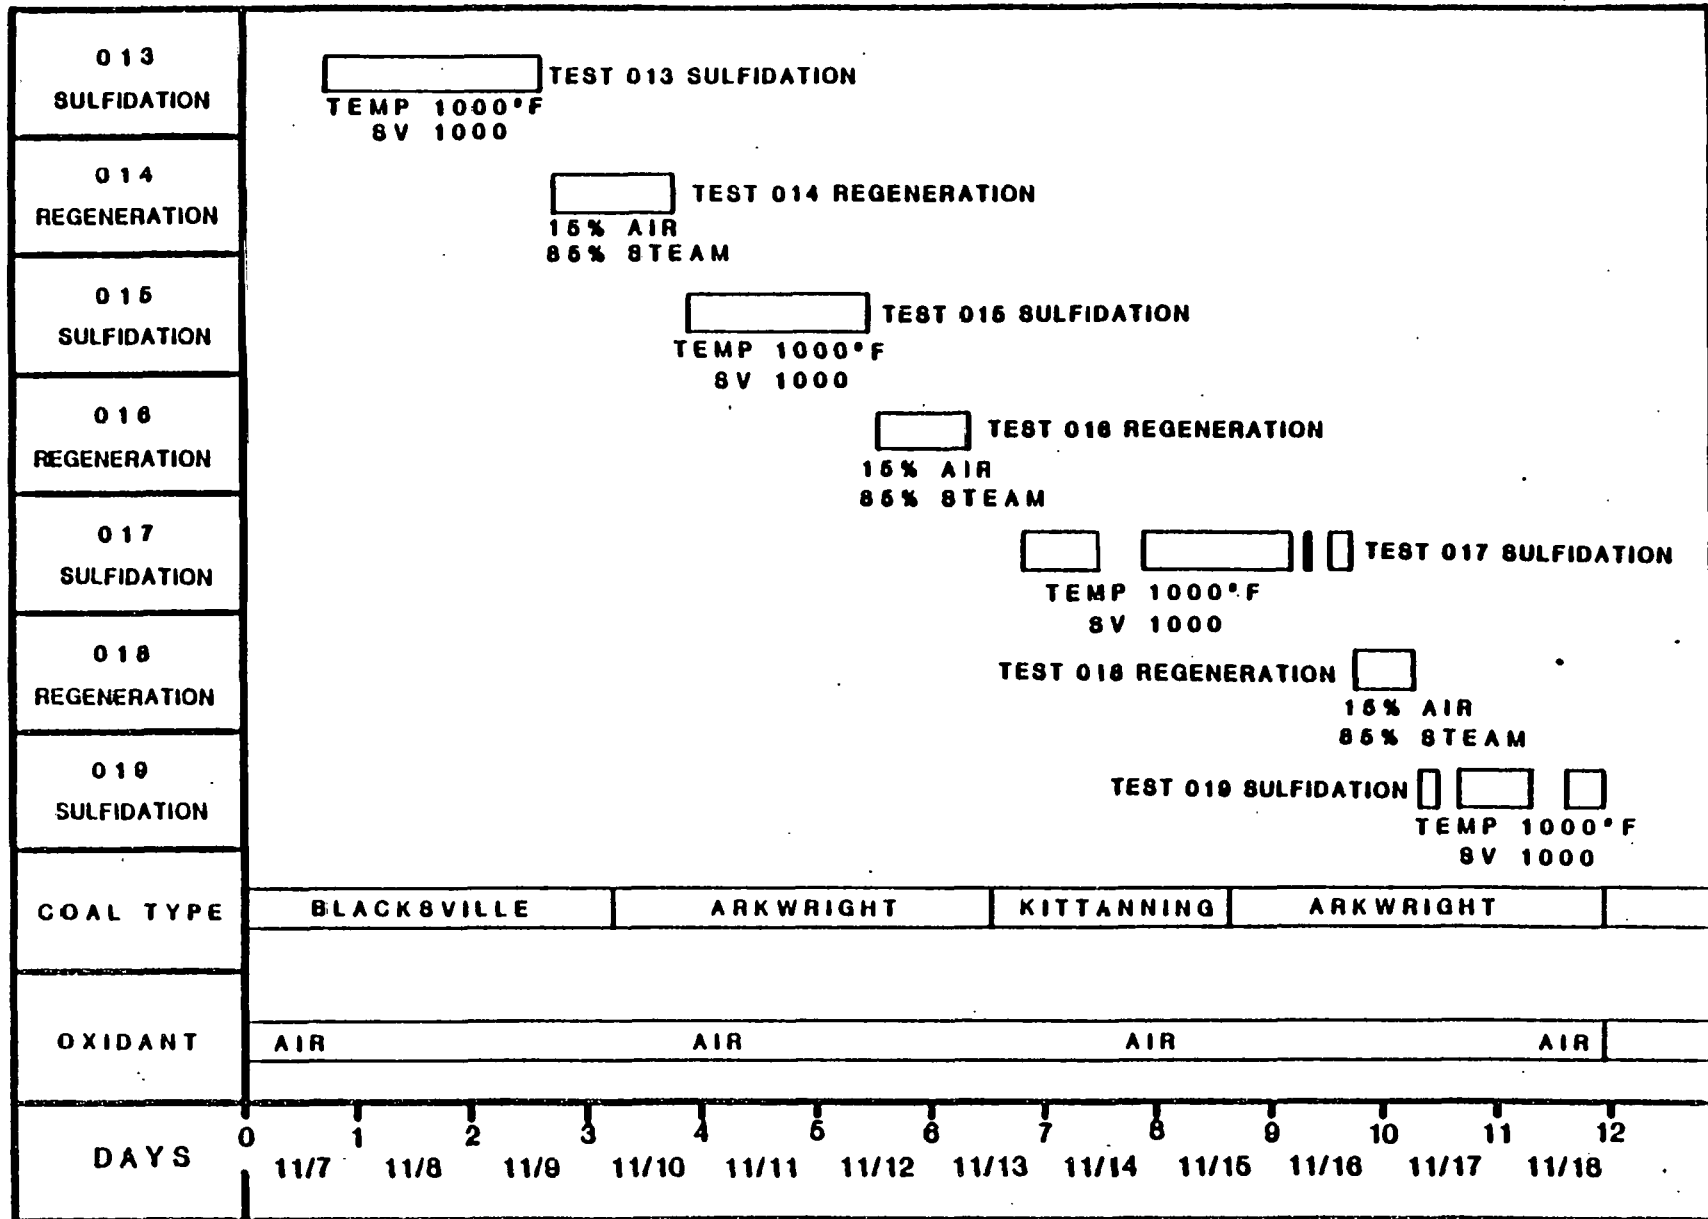 013
SULFIDATION
TEST 013 SULFIDATION
TEMP 1000°F
SV 1000
014
REGENERATION
TEST 014 REGENERATION
15% AIR
85% STEAM
015
SULFIDATION
TEST 015 SULFIDATION
TEMP 1000°F
SV 1000
016
REGENERATION
TEST 016 REGENERATION
15% AIR
85% STEAM
017
SULFIDATION
TEST 017 SULFIDATION
TEMP 1000°F
SV 1000
018
REGENERATION
TEST 018 REGENERATION
15% AIR
85% STEAM
019
SULFIDATION
TEST 019 SULFIDATION
TEMP 1000°F
SV 1000
COAL TYPE BLACKSVILLE ARKWRIGHT KITTANNING ARKWRIGHT
OXIDANT AIR AIR AIR AIR
0 1 2 3 4 5 6 7 8 9 10 11 12
DAYS 11/7 11/8 11/9 11/10 11/11 11/12 11/13 11/14 11/15 11/16 11/17 11/18